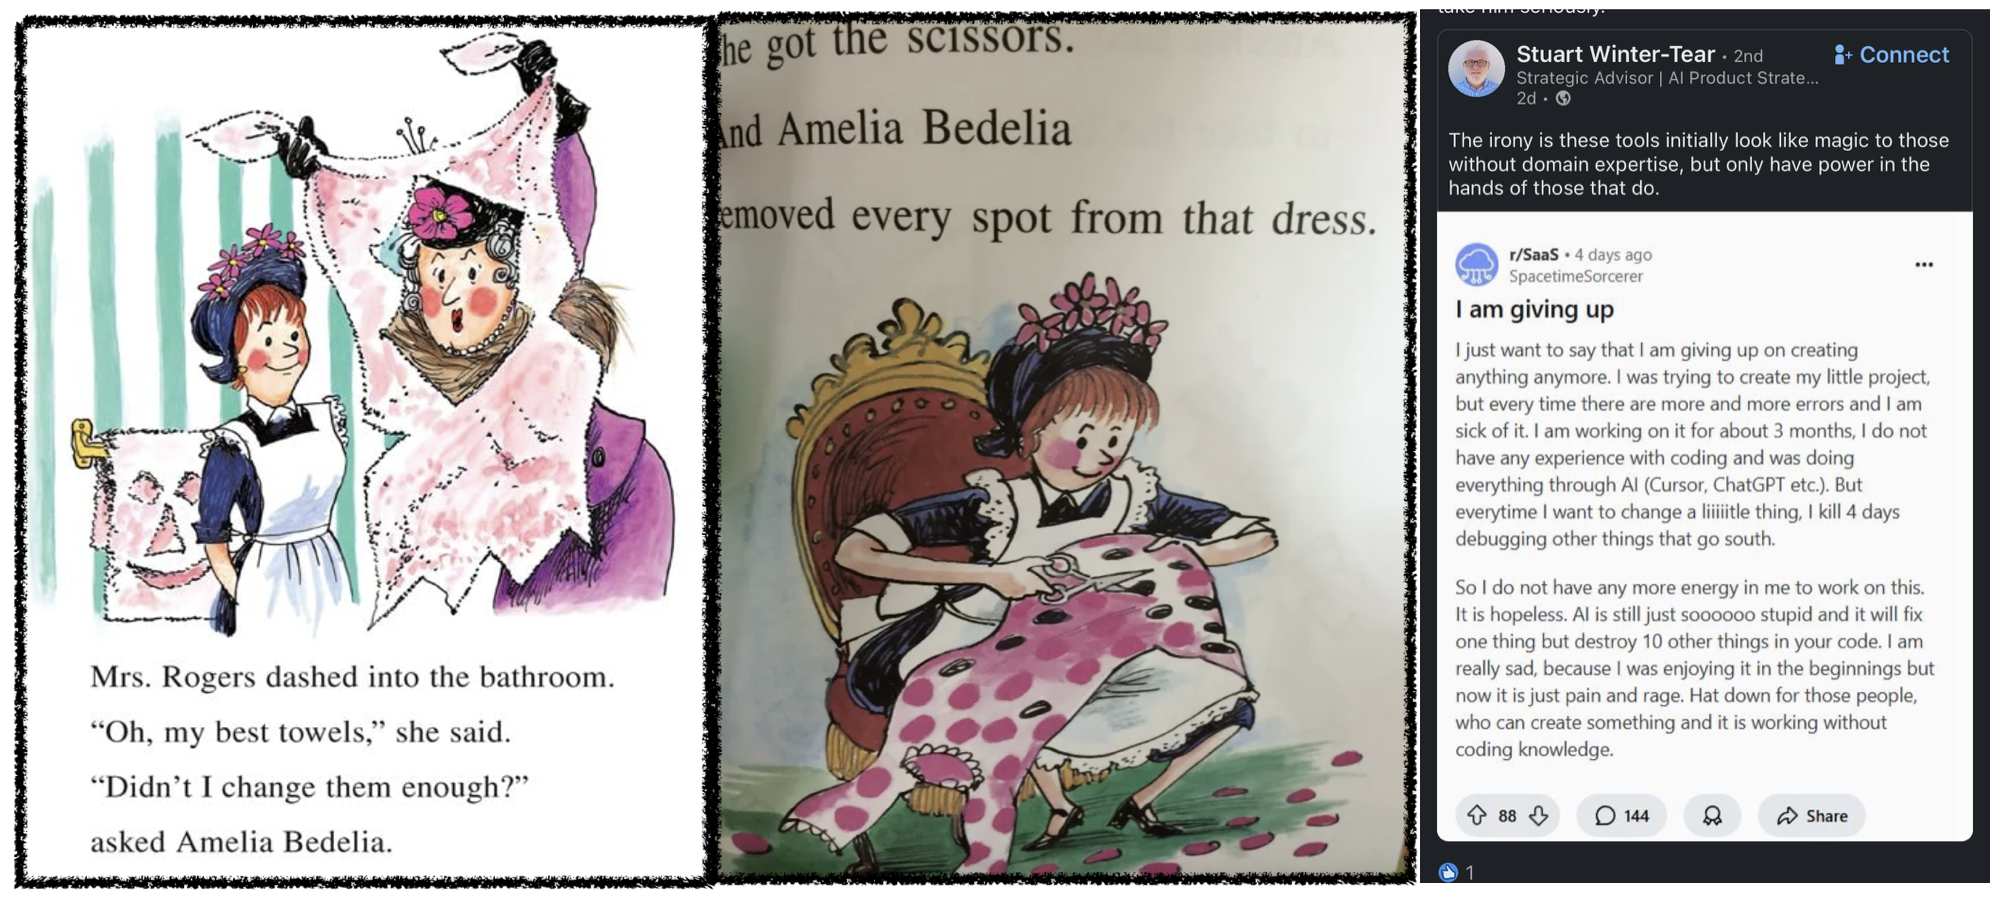 Mrs. Rogers dashed into the bathroom.
“Oh, my best towels,” she said.
“Didn’t I change them enough?”
asked Amelia Bedelia.
he got the scissors.
And Amelia Bedelia
emoved every spot from that dress.
take him seriously.
Stuart Winter-Tear · 2nd
Connect
Strategic Advisor | AI Product Strate...
2d ·
The irony is these tools initially look like magic to those
without domain expertise, but only have power in the
hands of those that do.
r/SaaS • 4 days ago
SpacetimeSorcerer
I am giving up
I just want to say that I am giving up on creating
anything anymore. I was trying to create my little project,
but every time there are more and more errors and I am
sick of it. I am working on it for about 3 months, I do not
have any experience with coding and was doing
everything through AI (Cursor, ChatGPT etc.). But
everytime I want to change a liiiiitle thing, I kill 4 days
debugging other things that go south.
So I do not have any more energy in me to work on this.
It is hopeless. AI is still just soooooo stupid and it will fix
one thing but destroy 10 other things in your code. I am
really sad, because I was enjoying it in the beginnings but
now it is just pain and rage. Hat down for those people,
who can create something and it is working without
coding knowledge.
88
144
Share
1